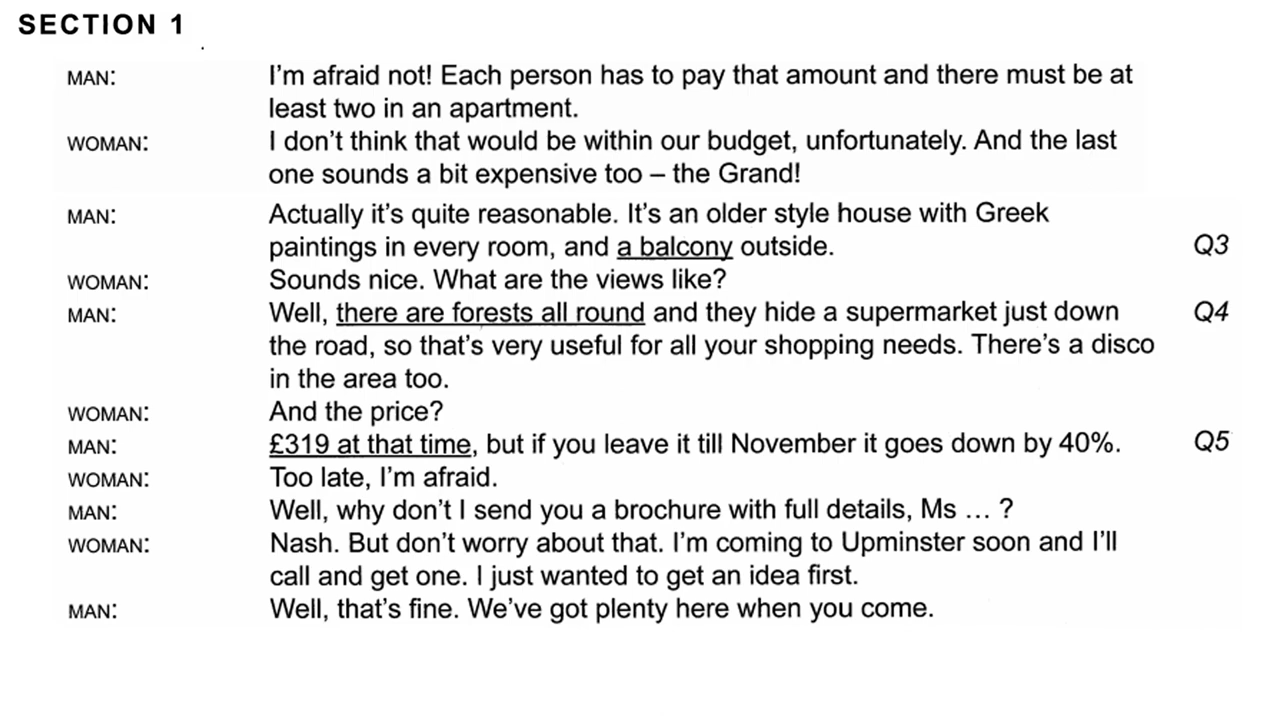 SECTION 1
MAN: I'm afraid not! Each person has to pay that amount and there must be at
least two in an apartment.
WOMAN: I don't think that would be within our budget, unfortunately. And the last
one sounds a bit expensive too – the Grand!
MAN: Actually it's quite reasonable. It's an older style house with Greek
paintings in every room, and a balcony outside. Q3
WOMAN: Sounds nice. What are the views like?
MAN: Well, there are forests all round and they hide a supermarket just down Q4
the road, so that's very useful for all your shopping needs. There's a disco
in the area too.
WOMAN: And the price?
MAN: £319 at that time, but if you leave it till November it goes down by 40%. Q5
WOMAN: Too late, I'm afraid.
MAN: Well, why don't I send you a brochure with full details, Ms … ?
WOMAN: Nash. But don't worry about that. I'm coming to Upminster soon and I'll
call and get one. I just wanted to get an idea first.
MAN: Well, that's fine. We've got plenty here when you come.